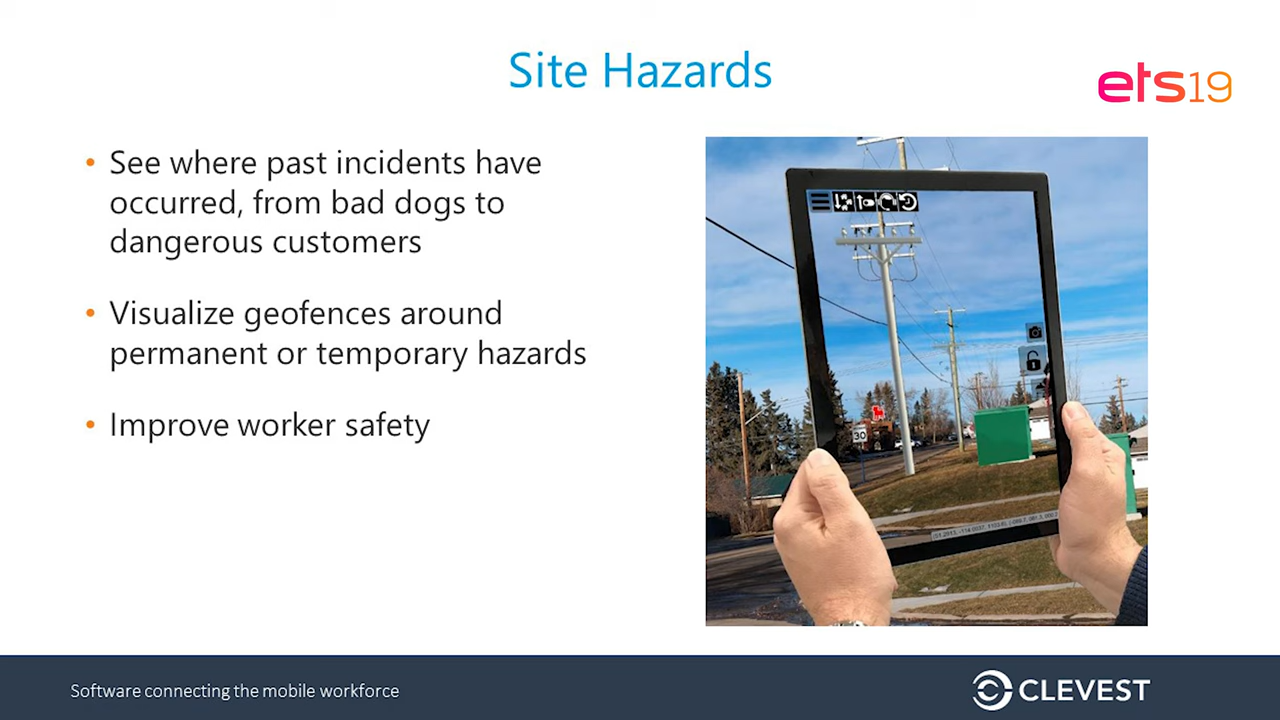 Site Hazards
ets19
• See where past incidents have
occurred, from bad dogs to
dangerous customers
• Visualize geofences around
permanent or temporary hazards
• Improve worker safety
30
Software connecting the mobile workforce
CLEVEST